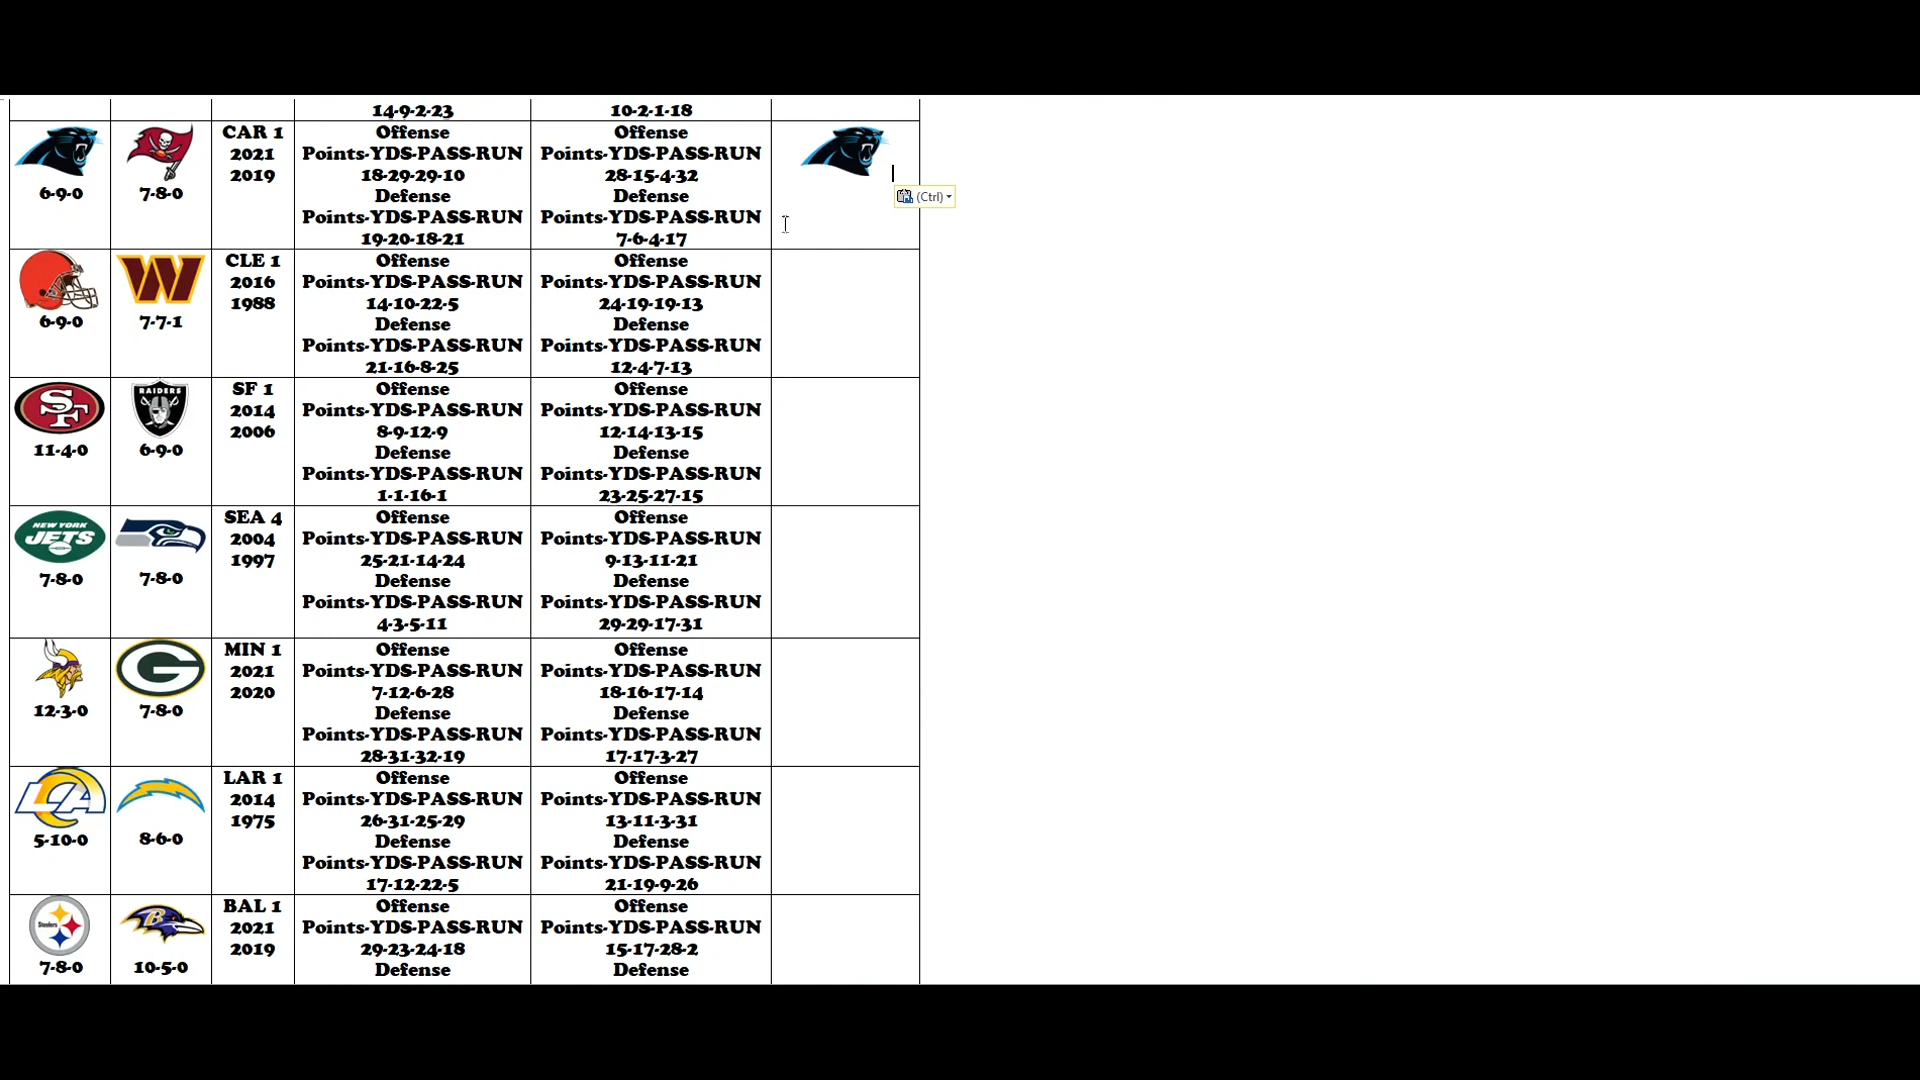 14-9-2-23
10-2-1-18
6-9-0
7-8-0
CAR 1
2021
2019
Offense
Points-YDS-PASS-RUN
18-29-29-10
Defense
Points-YDS-PASS-RUN
19-20-18-21
Offense
Points-YDS-PASS-RUN
28-15-4-32
Defense
Points-YDS-PASS-RUN
7-6-4-17
(Ctrl)
6-9-0
W
7-7-1
CLE 1
2016
1988
Offense
Points-YDS-PASS-RUN
14-10-22-5
Defense
Points-YDS-PASS-RUN
21-16-8-25
Offense
Points-YDS-PASS-RUN
24-19-19-13
Defense
Points-YDS-PASS-RUN
12-4-7-13
SF
11-4-0
RAIDERS
6-9-0
SF 1
2014
2006
Offense
Points-YDS-PASS-RUN
8-9-12-9
Defense
Points-YDS-PASS-RUN
1-1-16-1
Offense
Points-YDS-PASS-RUN
12-14-13-15
Defense
Points-YDS-PASS-RUN
23-25-27-15
NEW YORK
JETS
7-8-0
7-8-0
SEA 4
2004
1997
Offense
Points-YDS-PASS-RUN
25-21-14-24
Defense
Points-YDS-PASS-RUN
4-3-5-11
Offense
Points-YDS-PASS-RUN
9-13-11-21
Defense
Points-YDS-PASS-RUN
29-29-17-31
12-3-0
G
7-8-0
MIN 1
2021
2020
Offense
Points-YDS-PASS-RUN
7-12-6-28
Defense
Points-YDS-PASS-RUN
28-31-32-19
Offense
Points-YDS-PASS-RUN
18-16-17-14
Defense
Points-YDS-PASS-RUN
17-17-3-27
LA
5-10-0
8-6-0
LAR 1
2014
1975
Offense
Points-YDS-PASS-RUN
26-31-25-29
Defense
Points-YDS-PASS-RUN
17-12-22-5
Offense
Points-YDS-PASS-RUN
13-11-3-31
Defense
Points-YDS-PASS-RUN
21-19-9-26
Steelers
7-8-0
B
10-5-0
BAL 1
2021
2019
Offense
Points-YDS-PASS-RUN
29-23-24-18
Defense
Offense
Points-YDS-PASS-RUN
15-17-28-2
Defense